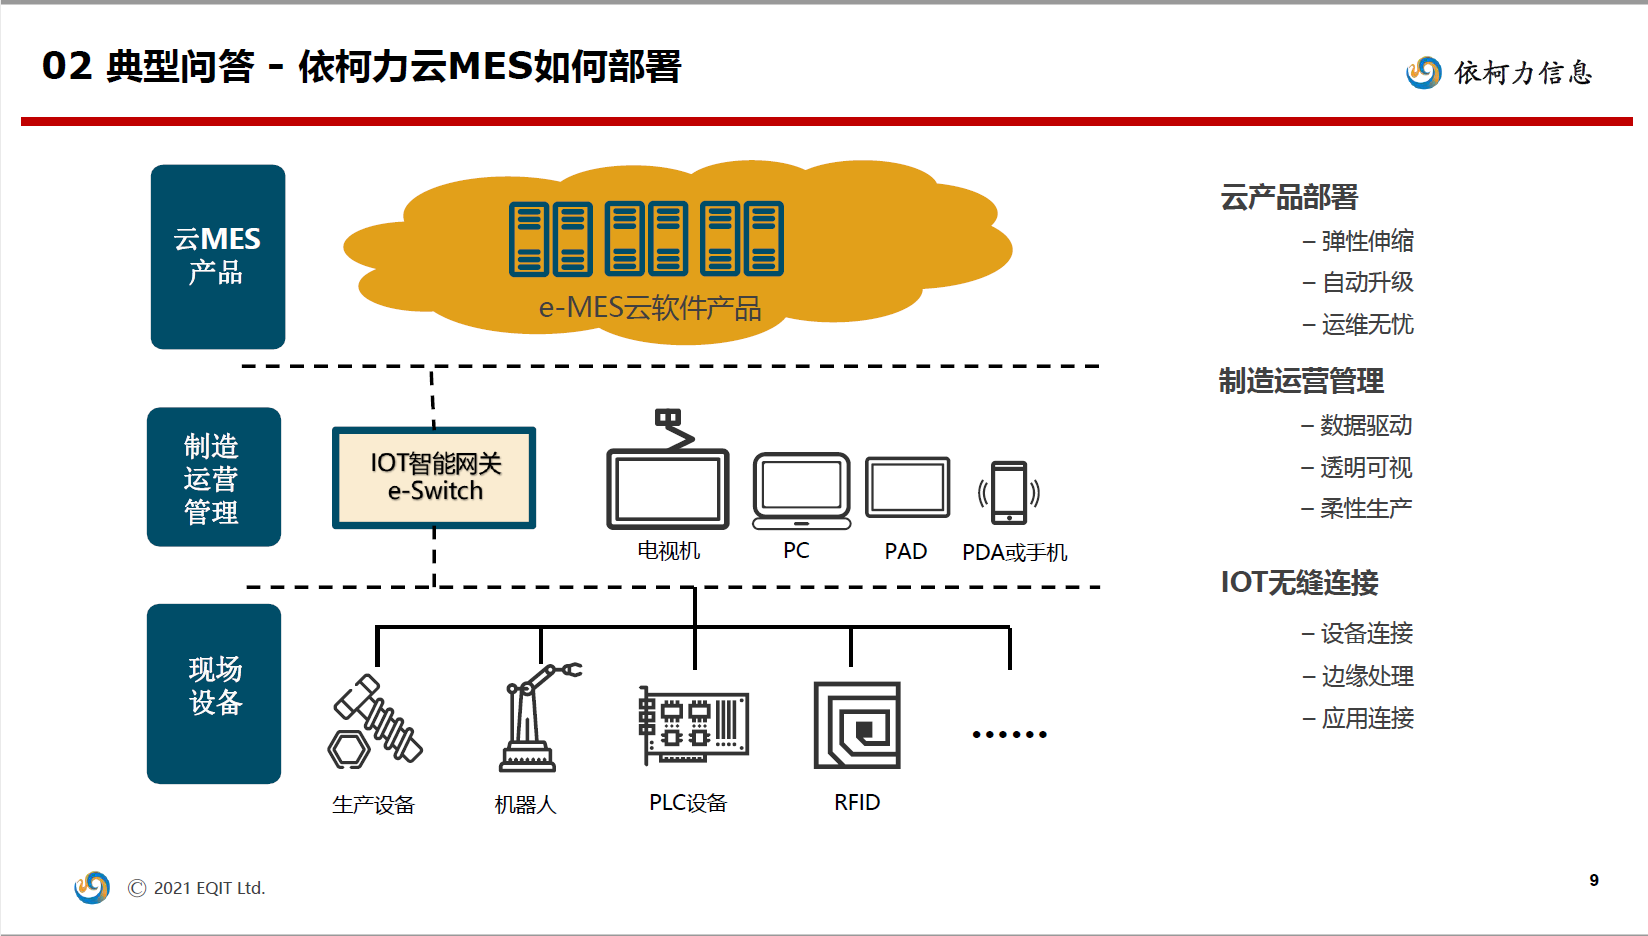 02 典型问答 – 依柯力云MES如何部署
依柯力信息
云MES
产品
e-MES云软件产品
云产品部署
– 弹性伸缩
– 自动升级
– 运维无忧
制造
运营
管理
IOT智能网关
e-Switch
电视机
PC
PAD
PDA或手机
制造运营管理
– 数据驱动
– 透明可视
– 柔性生产
现场
设备
生产设备
机器人
PLC设备
RFID
······
IOT无缝连接
– 设备连接
– 边缘处理
– 应用连接
© 2021 EQIT Ltd.
9